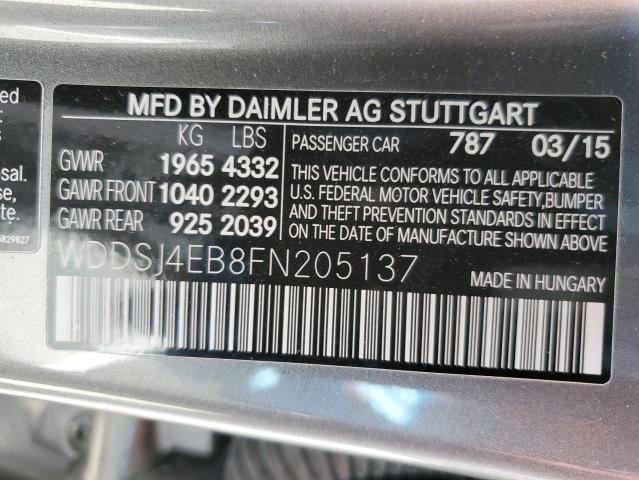 ed
sal.
se,
te.
5829827
MFD BY DAIMLER AG STUTTGART
KG LBS
GVWR 1965 4332
GAWR FRONT 1040 2293
GAWR REAR 925 2039
PASSENGER CAR 787 03/15
THIS VEHICLE CONFORMS TO ALL APPLICABLE
U.S. FEDERAL MOTOR VEHICLE SAFETY,BUMPER
AND THEFT PREVENTION STANDARDS IN EFFECT
ON THE DATE OF MANUFACTURE SHOWN ABOVE
WDDSJ4EB8FN205137
MADE IN HUNGARY